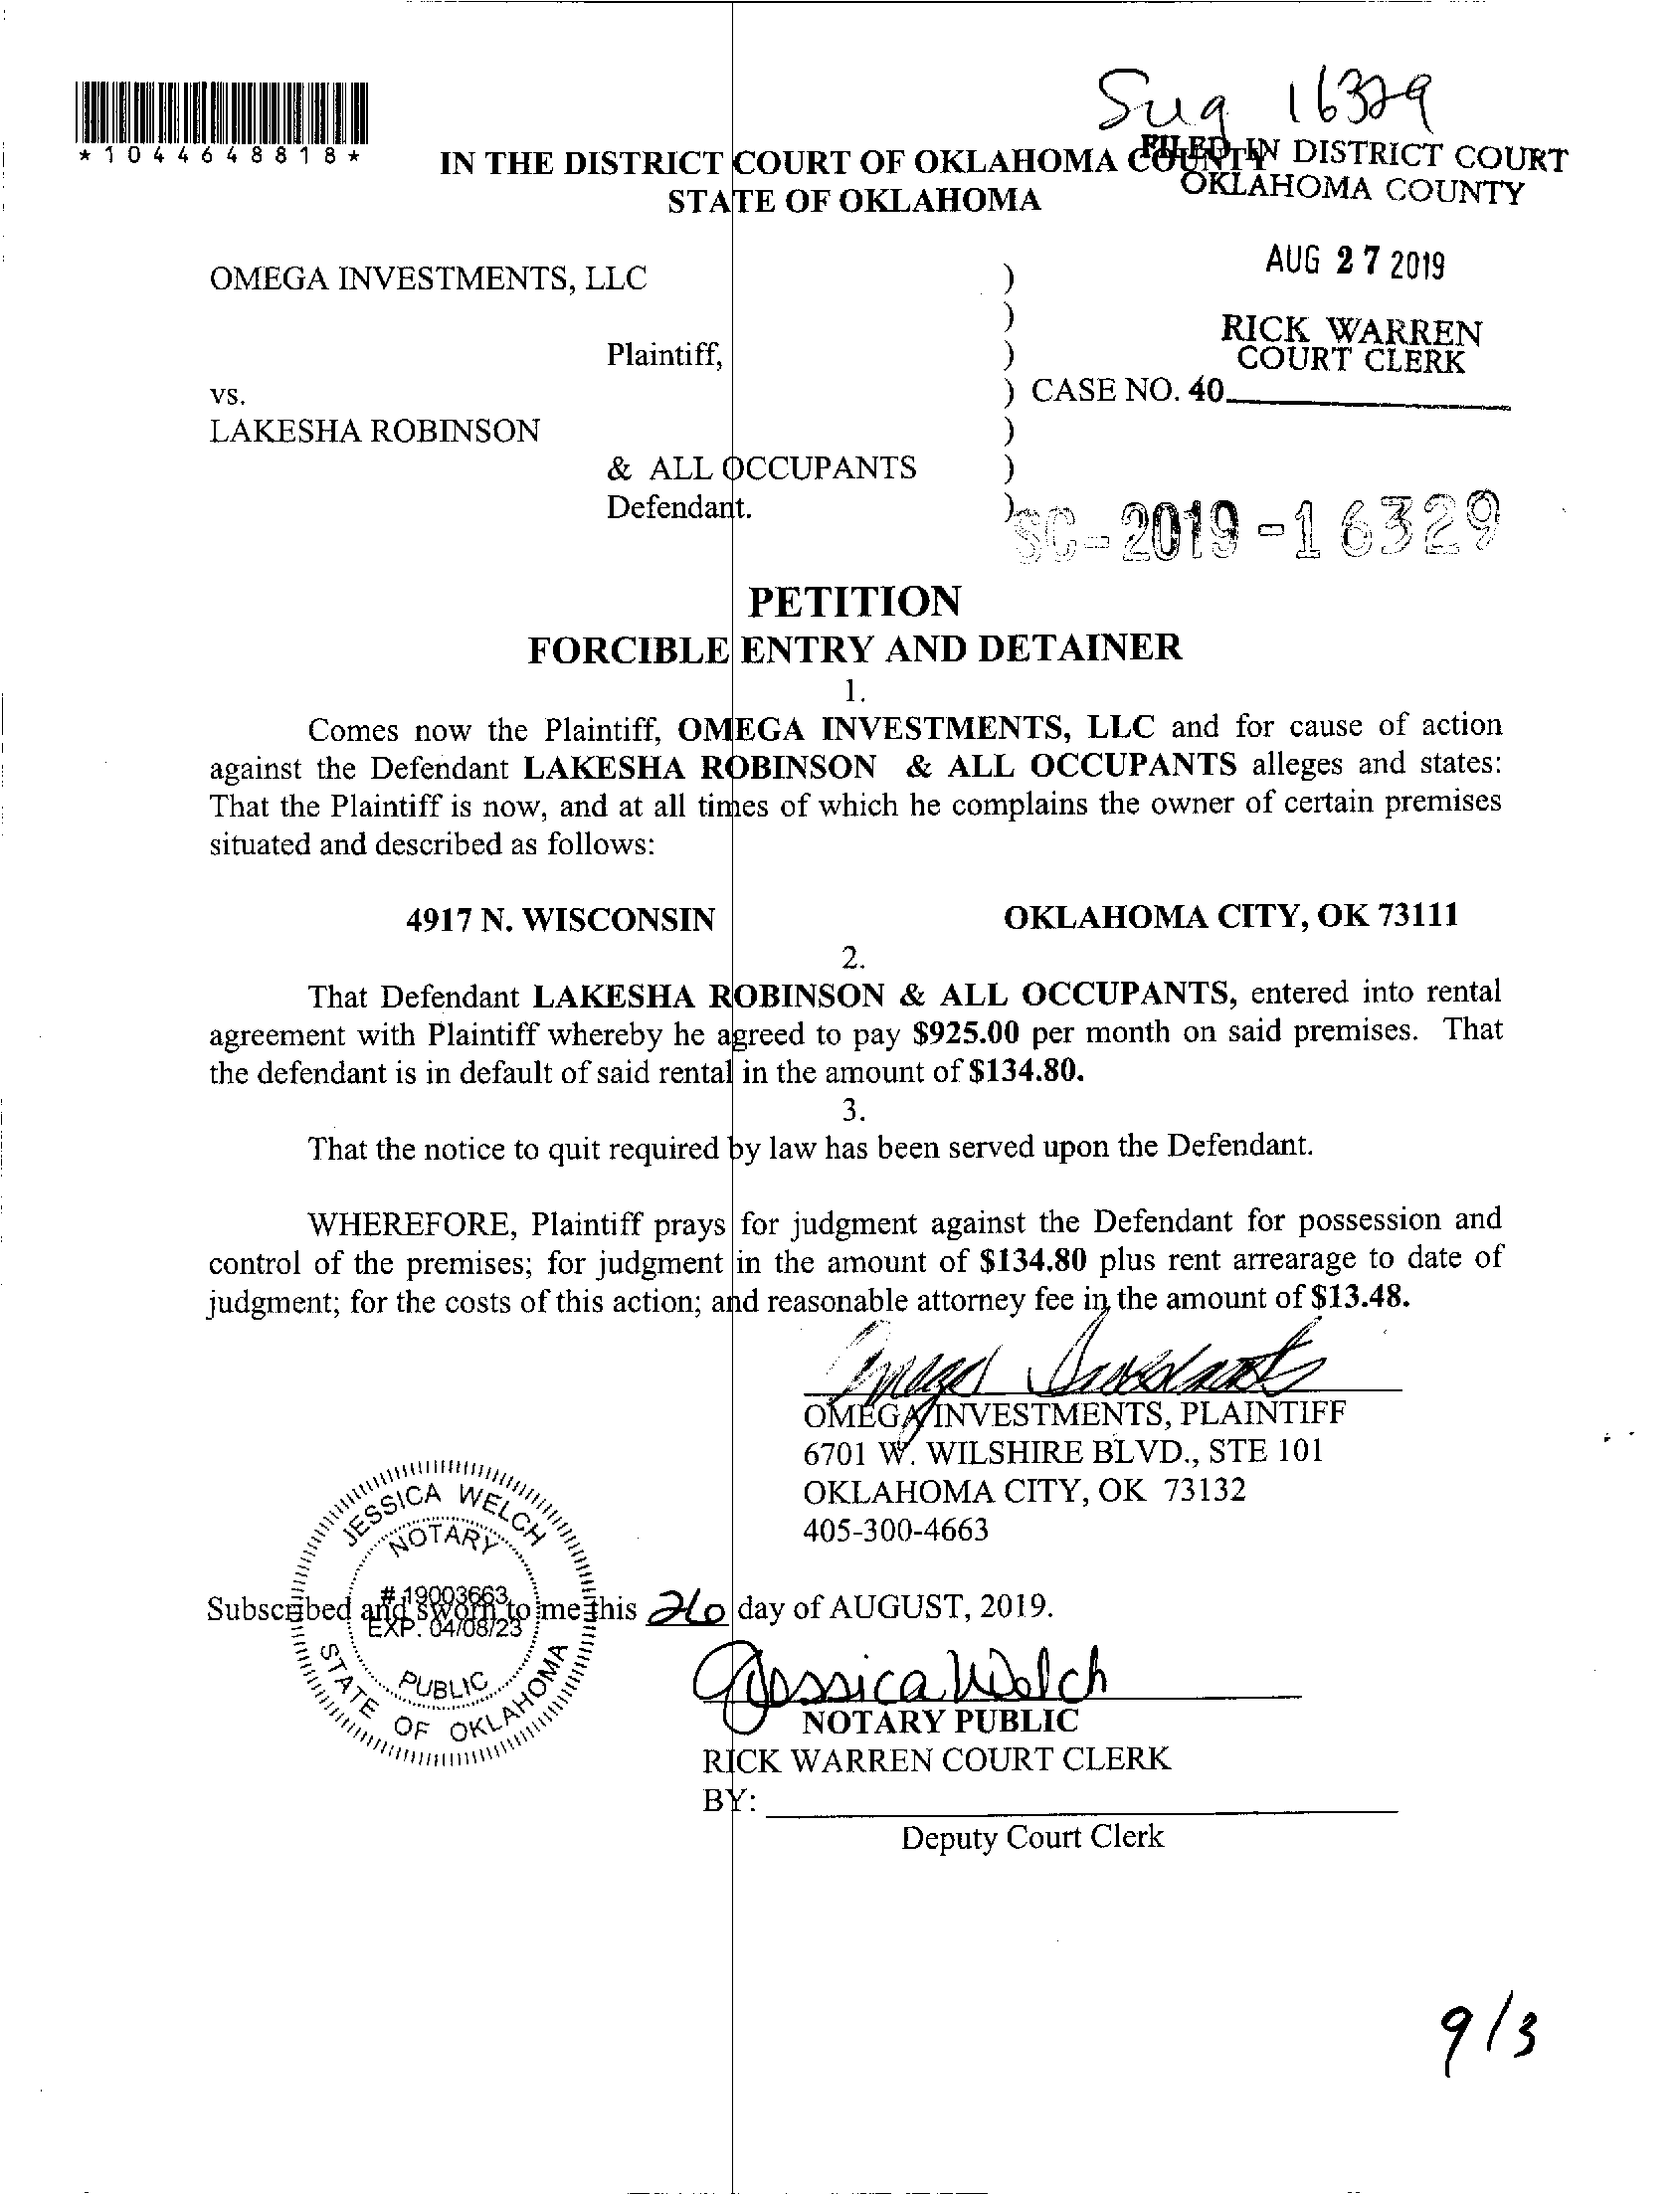 Sug 16329
*1044648818*
IN THE DISTRICT COURT OF OKLAHOMA COUNTY
STATE OF OKLAHOMA
FILED IN DISTRICT COURT
OKLAHOMA COUNTY
AUG 27 2019
RICK WARREN
COURT CLERK
OMEGA INVESTMENTS, LLC )
)
Plaintiff, )
vs. ) CASE NO. 40
LAKESHA ROBINSON )
& ALL OCCUPANTS )
Defendant. )
SC-2019-16329
PETITION
FORCIBLE ENTRY AND DETAINER
1.
Comes now the Plaintiff, OMEGA INVESTMENTS, LLC and for cause of action
against the Defendant LAKESHA ROBINSON & ALL OCCUPANTS alleges and states:
That the Plaintiff is now, and at all times of which he complains the owner of certain premises
situated and described as follows:
4917 N. WISCONSIN OKLAHOMA CITY, OK 73111
2.
That Defendant LAKESHA ROBINSON & ALL OCCUPANTS, entered into rental
agreement with Plaintiff whereby he agreed to pay $925.00 per month on said premises. That
the defendant is in default of said rental in the amount of $134.80.
3.
That the notice to quit required by law has been served upon the Defendant.
WHEREFORE, Plaintiff prays for judgment against the Defendant for possession and
control of the premises; for judgment in the amount of $134.80 plus rent arrearage to date of
judgment; for the costs of this action; and reasonable attorney fee in the amount of $13.48.
Omega Investments
OMEGA INVESTMENTS, PLAINTIFF
6701 W. WILSHIRE BLVD., STE 101
OKLAHOMA CITY, OK 73132
405-300-4663
JESSICA WELCH
NOTARY
# 19003663
EXP. 04/08/23
PUBLIC
STATE OF OKLAHOMA
Subscribed and sworn to me this 26 day of AUGUST, 2019.
Jessica Welch
NOTARY PUBLIC
RICK WARREN COURT CLERK
BY:
Deputy Court Clerk
9/3